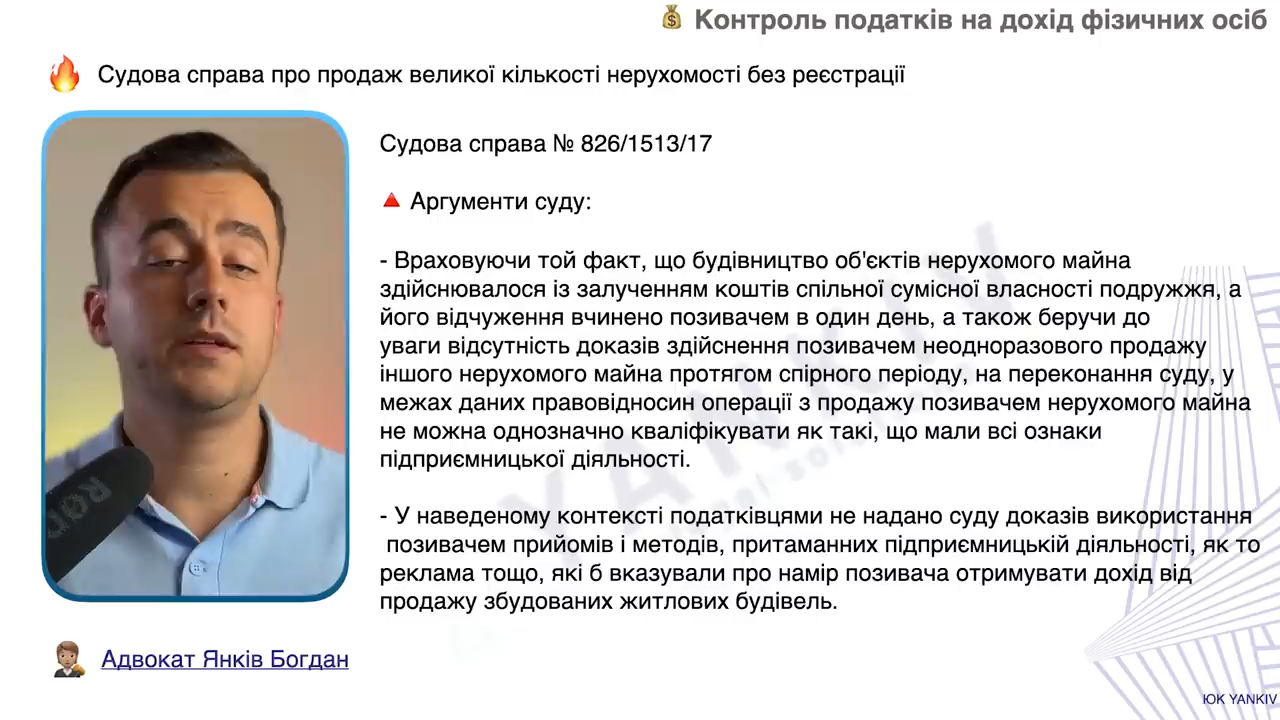 Контроль податків на дохід фізичних осіб
Судова справа про продаж великої кількості нерухомості без реєстрації
Судова справа № 826/1513/17
Аргументи суду:
- Враховуючи той факт, що будівництво об'єктів нерухомого майна
здійснювалося із залученням коштів спільної сумісної власності подружжя, а
його відчуження вчинено позивачем в один день, а також беручи до
уваги відсутність доказів здійснення позивачем неодноразового продажу
іншого нерухомого майна протягом спірного періоду, на переконання суду, у
межах даних правовідносин операції з продажу позивачем нерухомого майна
не можна однозначно кваліфікувати як такі, що мали всі ознаки
підприємницької діяльності.
- У наведеному контексті податківцями не надано суду доказів використання
позивачем прийомів і методів, притаманних підприємницькій діяльності, як то
реклама тощо, які б вказували про намір позивача отримувати дохід від
продажу збудованих житлових будівель.
Адвокат Янків Богдан
ЮК YANKIV
YANKIV